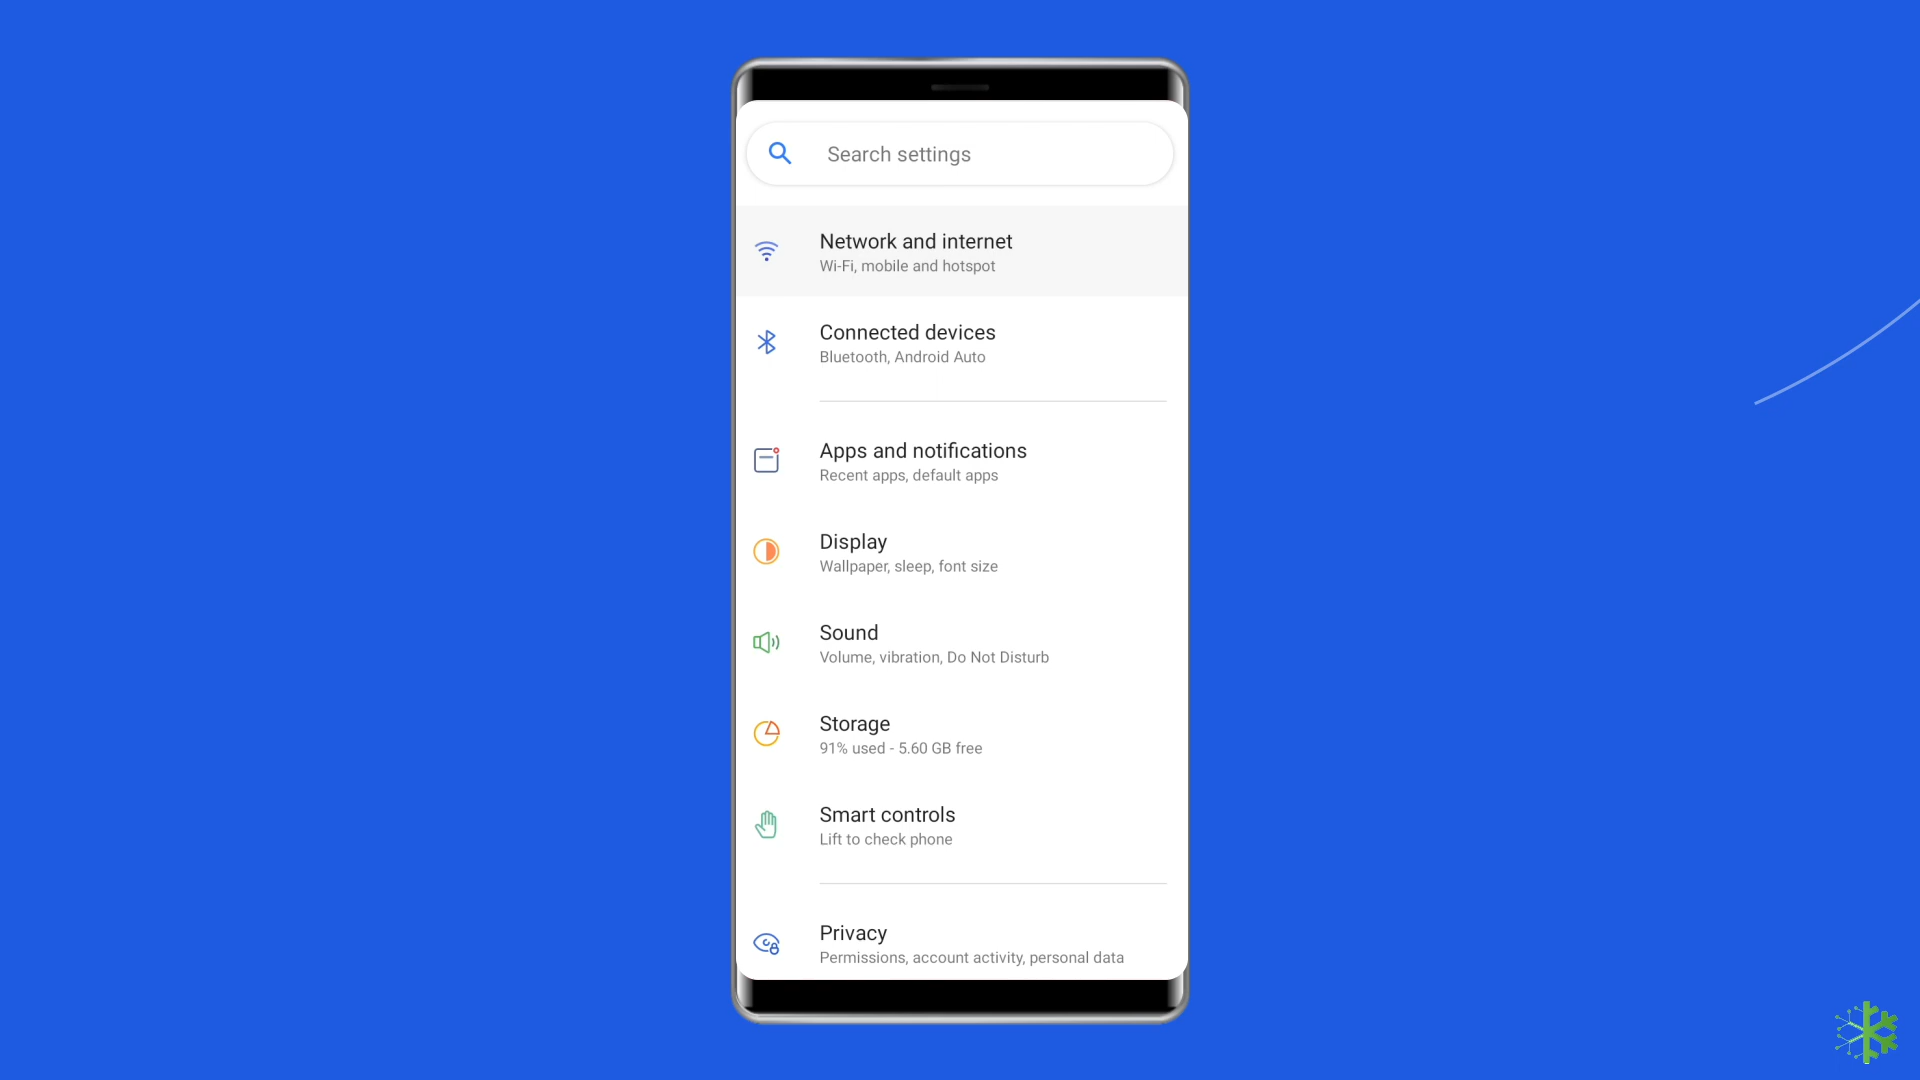 Search settings
Network and internet
Wi-Fi, mobile and hotspot
Connected devices
Bluetooth, Android Auto
Apps and notifications
Recent apps, default apps
Display
Wallpaper, sleep, font size
Sound
Volume, vibration, Do Not Disturb
Storage
91% used - 5.60 GB free
Smart controls
Lift to check phone
Privacy
Permissions, account activity, personal data